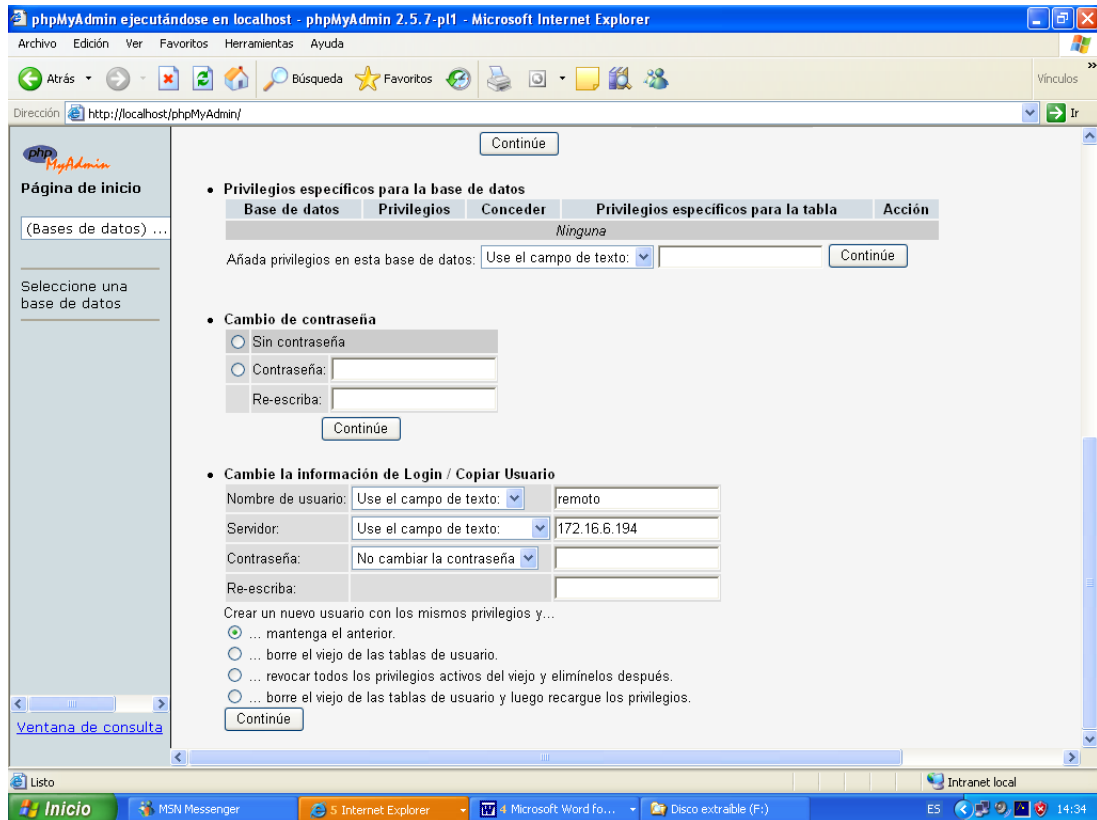 phpMyAdmin ejecutándose en localhost - phpMyAdmin 2.5.7-pl1 - Microsoft Internet Explorer
Archivo Edición Ver Favoritos Herramientas Ayuda
Atrás Búsqueda Favoritos Vínculos »
Dirección http://localhost/phpMyAdmin/ Ir
php MyAdmin
Página de inicio
(Bases de datos) ...
Seleccione una
base de datos
Ventana de consulta
Continúe
• Privilegios específicos para la base de datos
Base de datos Privilegios Conceder Privilegios específicos para la tabla Acción
Ninguna
Añada privilegios en esta base de datos: Use el campo de texto: Continúe
• Cambio de contraseña
Sin contraseña
Contraseña:
Re-escriba:
Continúe
• Cambie la información de Login / Copiar Usuario
Nombre de usuario: Use el campo de texto: remoto
Servidor: Use el campo de texto: 172.16.6.194
Contraseña: No cambiar la contraseña
Re-escriba:
Crear un nuevo usuario con los mismos privilegios y...
... mantenga el anterior.
... borre el viejo de las tablas de usuario.
... revocar todos los privilegios activos del viejo y elimínelos después.
... borre el viejo de las tablas de usuario y luego recargue los privilegios.
Continúe
Listo Intranet local
Inicio MSN Messenger 5 Internet Explorer 4 Microsoft Word fo... Disco extraíble (F:) ES 14:34